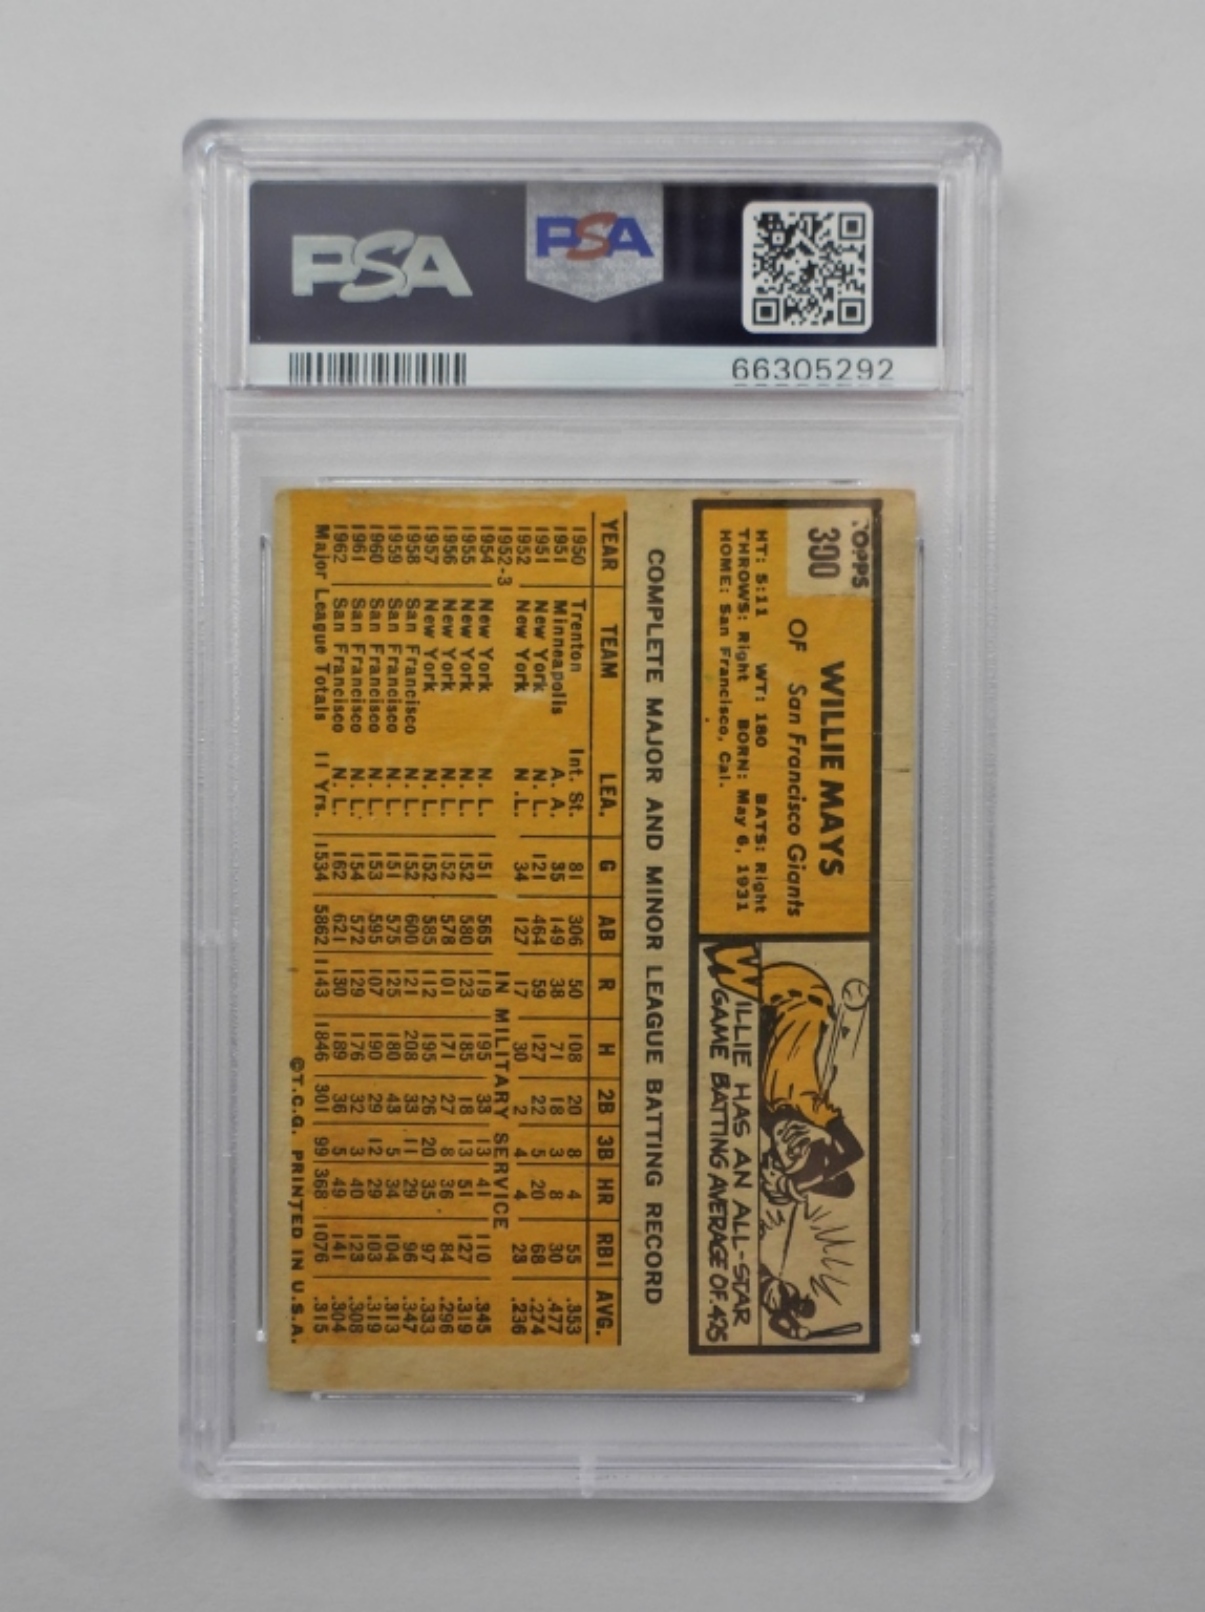 PSA
PSA
66305292
TOPPS
300
WILLIE MAYS
OF San Francisco Giants
HT: 5:11 WT: 180 BATS: Right
THROWS: Right BORN: May 6, 1931
HOME: San Francisco, Cal.
WILLIE HAS AN ALL-STAR
GAME BATTING AVERAGE OF .425
COMPLETE MAJOR AND MINOR LEAGUE BATTING RECORD
YEAR TEAM LEA. G AB R H 2B 3B HR RBI AVG.
1950 Trenton Int. St. 81 306 50 108 20 8 4 55 .353
1951 Minneapolis A. A. 35 149 38 71 18 3 8 30 .477
1951 New York N. L. 121 464 59 127 22 5 20 68 .274
1952 New York N .L. 34 127 17 30 2 4 4 23 .236
1952-3 IN MILITARY SERVICE
1954 New York N. L. 151 565 119 195 33 13 41 110 .345
1955 New York N. L. 152 580 123 185 18 13 51 127 .319
1956 New York N. L. 152 578 101 171 27 8 36 84 .296
1957 New York N. L. 152 585 112 195 26 20 35 97 .333
1958 San Francisco N. L. 152 600 121 208 33 11 29 96 .347
1959 San Francisco N. L. 151 575 125 180 43 5 34 104 .313
1960 San Francisco N. L. 153 595 107 190 29 12 29 103 .319
1961 San Francisco N. L. 154 572 129 176 32 3 40 123 .308
1962 San Francisco N. L. 162 621 130 189 36 5 49 141 .304
Major League Totals 11 Yrs. 1534 5862 1143 1846 301 99 368 1076 .315
©T.C.G. PRINTED IN U.S.A.